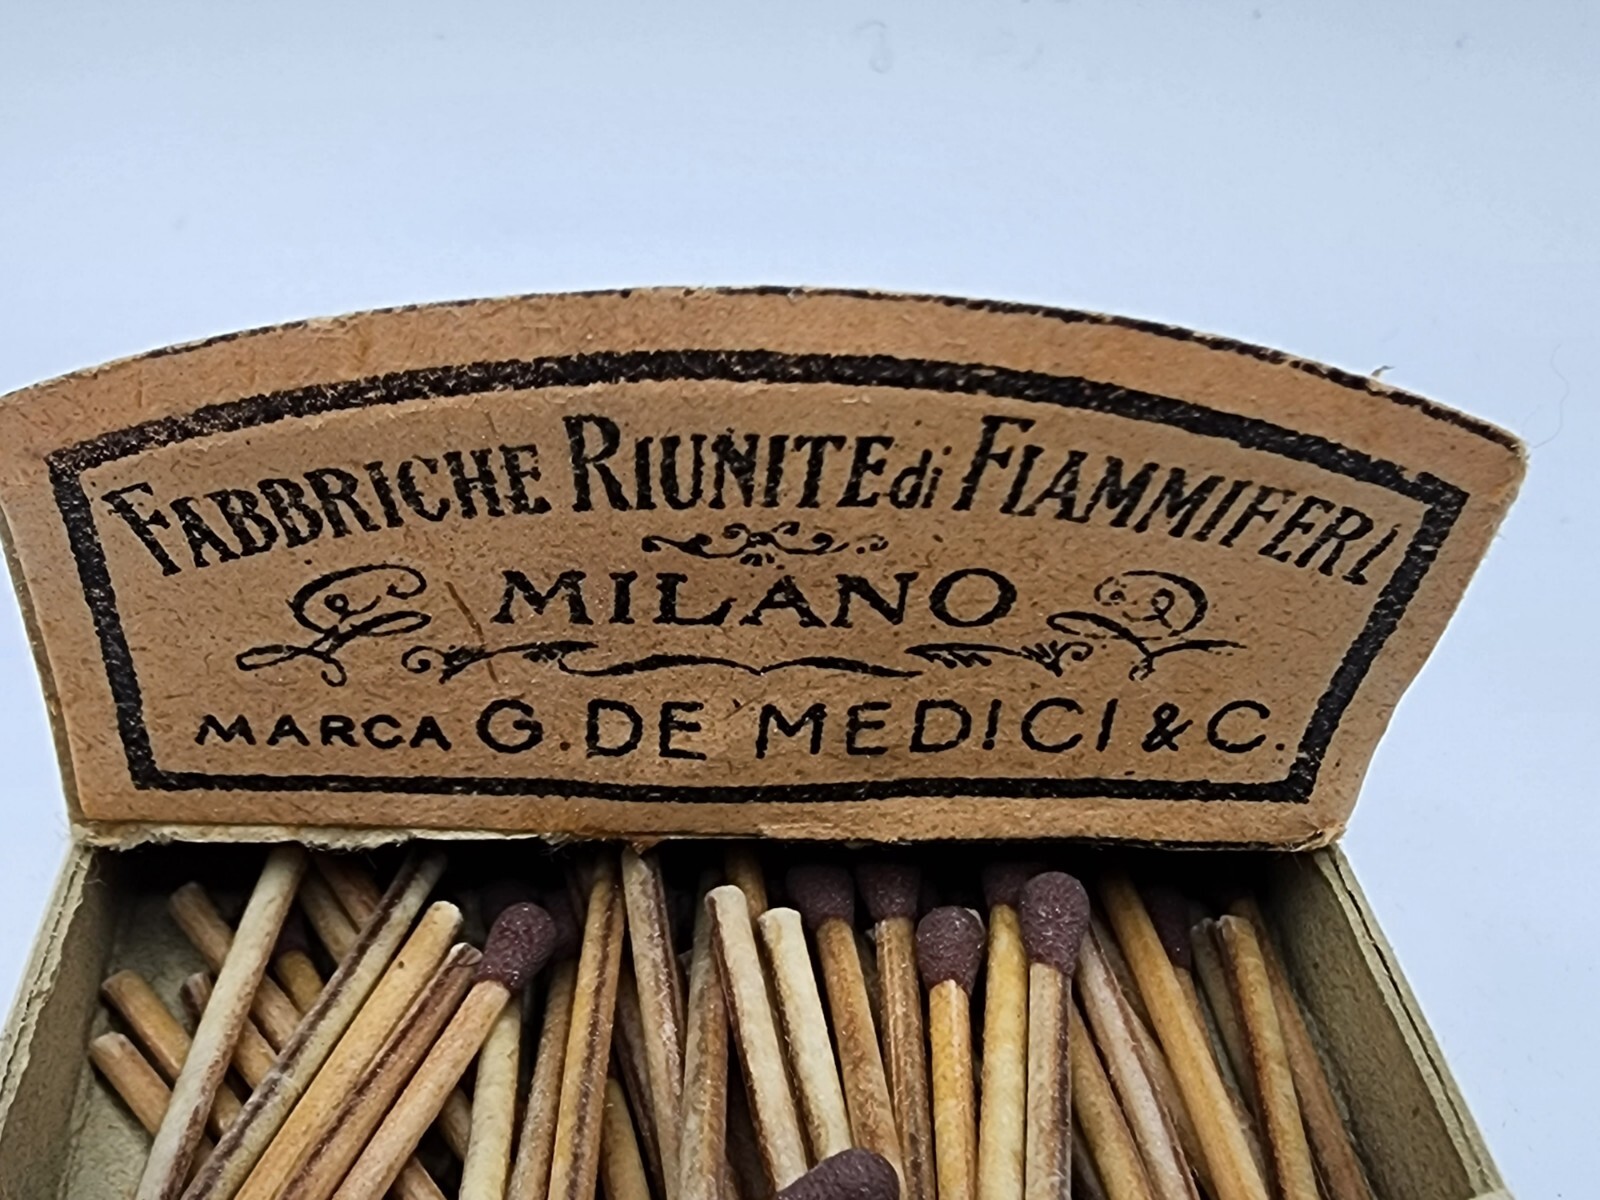 FABBRICHE RIUNITE di FIAMMIFERI
MILANO
MARCA G. DE MEDICI & C.